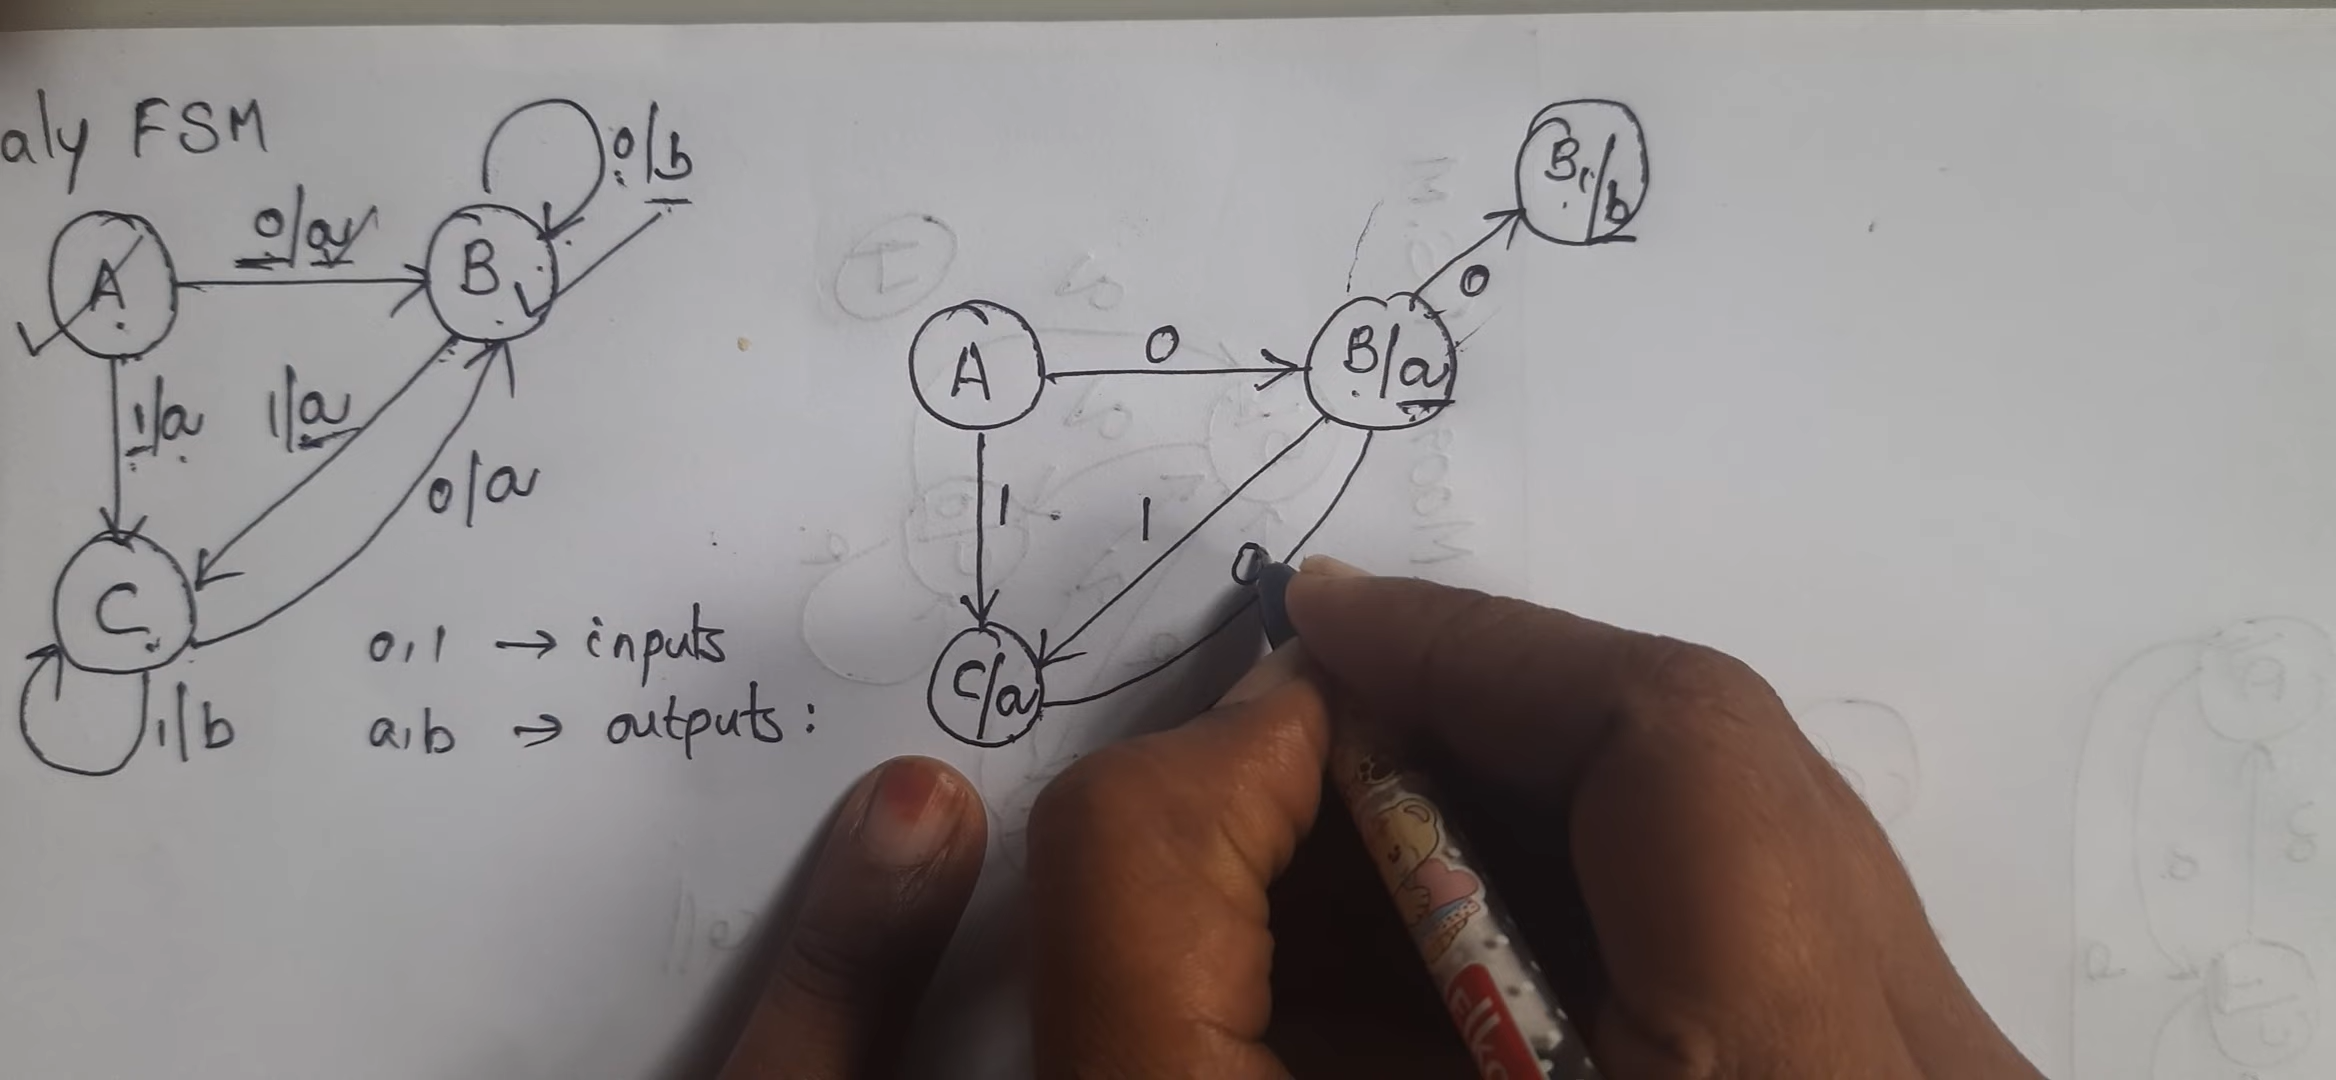 aly FSM
0/b
0/a
A
B
1/a
1/a
0/a
C
1/b
0,1 → inputs
a,b → outputs:
B1/b
0
A
0
B/a
1
1
0
C/a